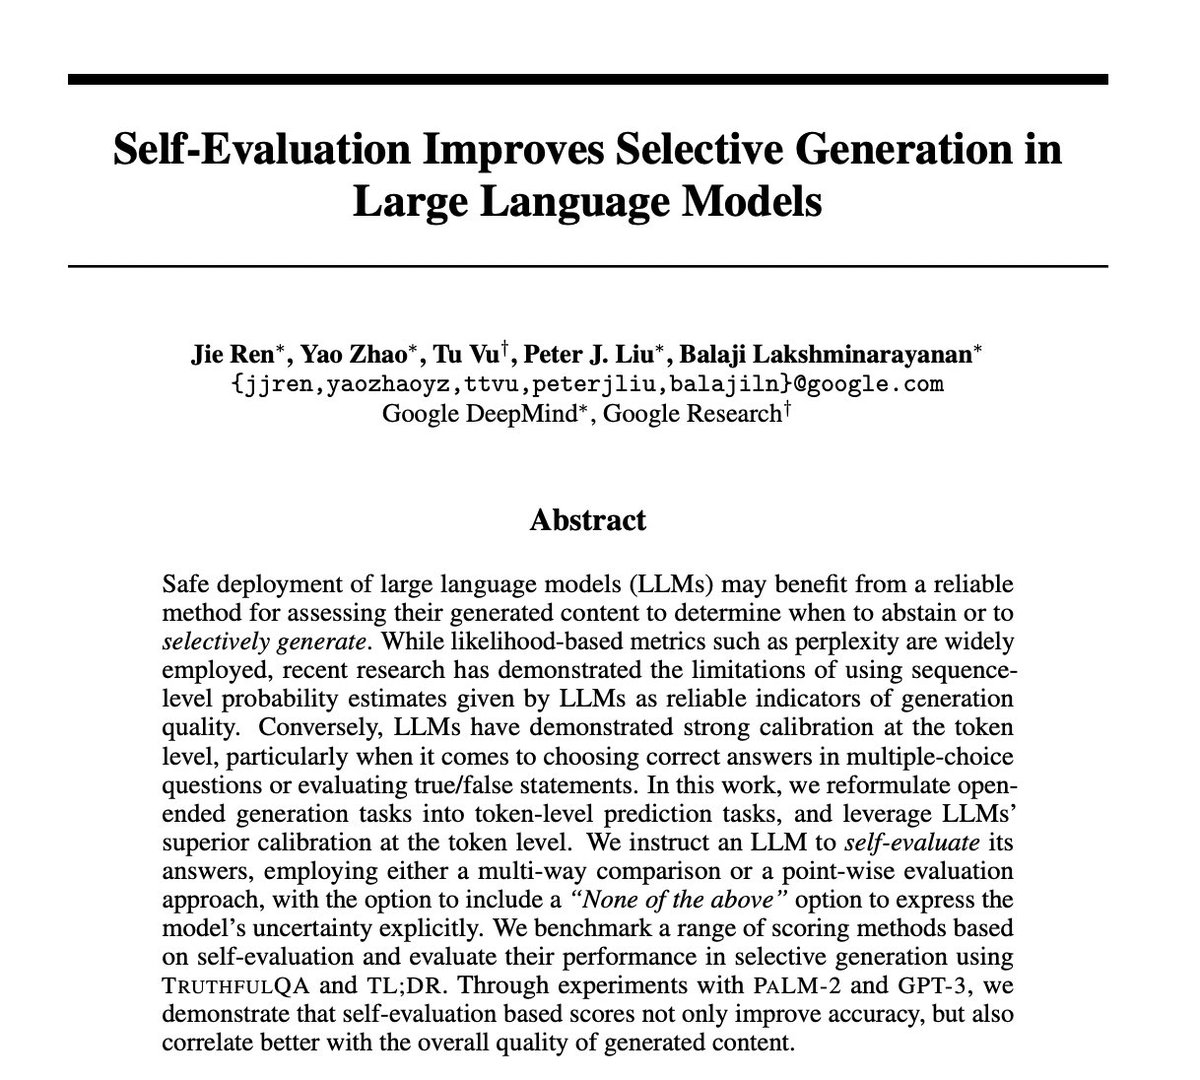 Self-Evaluation Improves Selective Generation in
Large Language Models
Jie Ren*, Yao Zhao*, Tu Vu†, Peter J. Liu*, Balaji Lakshminarayanan*
{jjren,yaozhaoyz,ttvu,peterjliu,balajiln}@google.com
Google DeepMind*, Google Research†
Abstract
Safe deployment of large language models (LLMs) may benefit from a reliable
method for assessing their generated content to determine when to abstain or to
selectively generate. While likelihood-based metrics such as perplexity are widely
employed, recent research has demonstrated the limitations of using sequence-
level probability estimates given by LLMs as reliable indicators of generation
quality. Conversely, LLMs have demonstrated strong calibration at the token
level, particularly when it comes to choosing correct answers in multiple-choice
questions or evaluating true/false statements. In this work, we reformulate open-
ended generation tasks into token-level prediction tasks, and leverage LLMs’
superior calibration at the token level. We instruct an LLM to self-evaluate its
answers, employing either a multi-way comparison or a point-wise evaluation
approach, with the option to include a “None of the above” option to express the
model’s uncertainty explicitly. We benchmark a range of scoring methods based
on self-evaluation and evaluate their performance in selective generation using
TRUTHFULQA and TL;DR. Through experiments with PALM-2 and GPT-3, we
demonstrate that self-evaluation based scores not only improve accuracy, but also
correlate better with the overall quality of generated content.